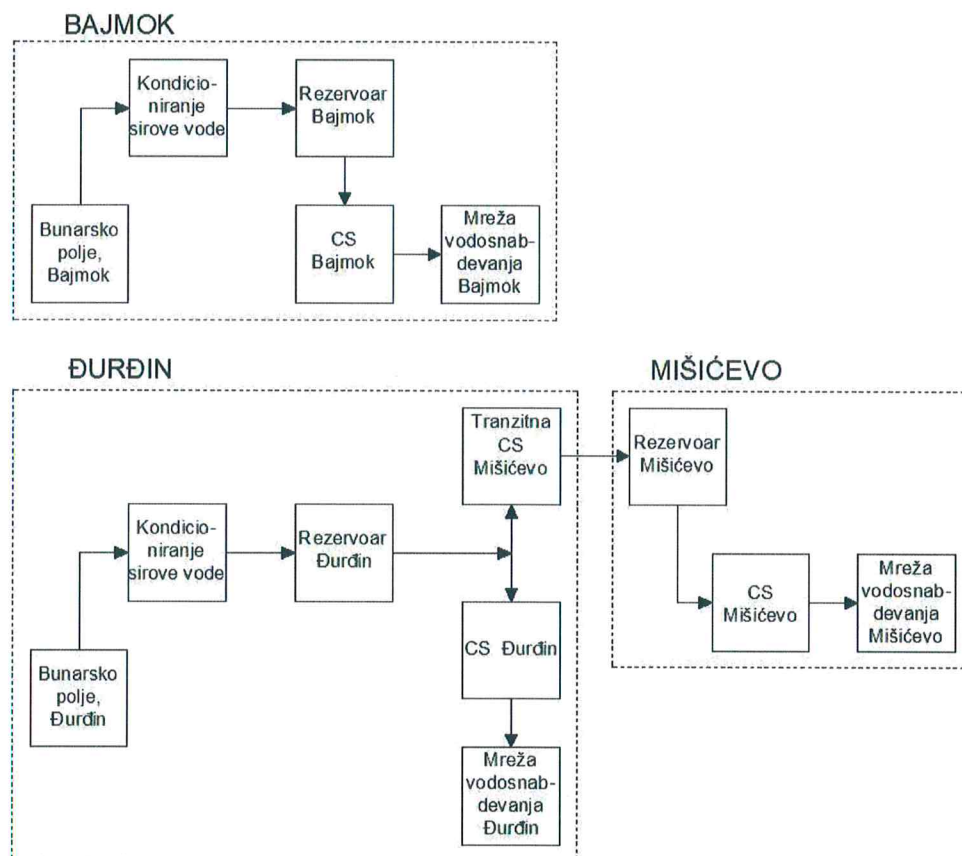 BAJMOK
Kondicio-
niranje
sirove vode
Rezervoar
Bajmok
Bunarsko
polje,
Bajmok
CS
Bajmok
Mreža
vodosnab-
devanja
Bajmok
ĐURĐIN
Tranzitna
CS
Mišićevo
Kondicio-
niranje
sirove vode
Rezervoar
Đurđin
Bunarsko
polje,
Đurđin
CS Đurđin
Mreža
vodosnab-
devanja
Đurđin
MIŠIĆEVO
Rezervoar
Mišićevo
CS
Mišićevo
Mreža
vodosnab-
devanja
Mišićevo